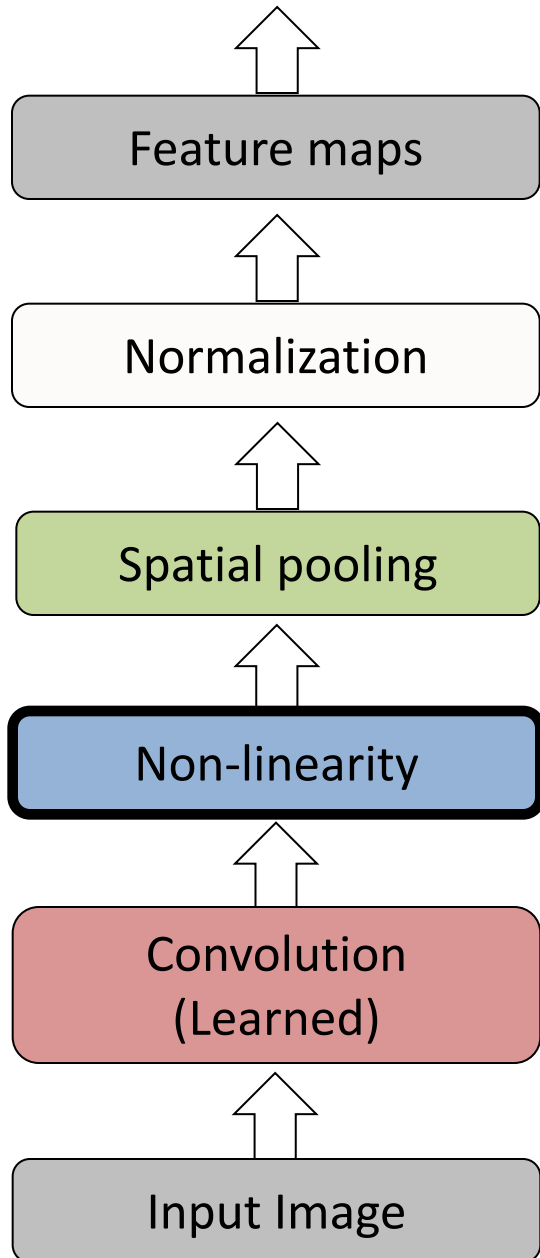 Feature maps
Normalization
Spatial pooling
Non-linearity
Convolution
(Learned)
Input Image